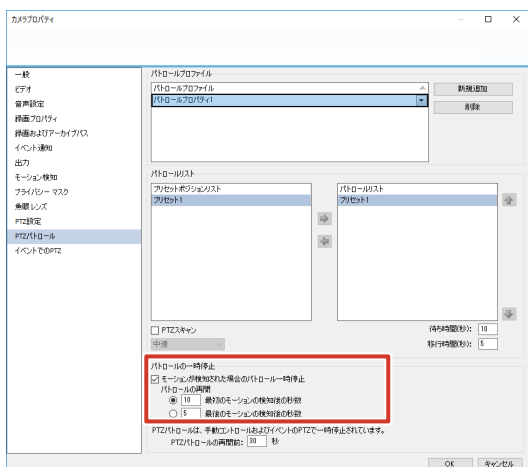 カメラプロパティ
一般
ビデオ
音声設定
録画プロパティ
録画およびアーカイブパス
イベント通知
出力
モーション検知
プライバシー マスク
魚眼レンズ
PTZ設定
PTZパトロール
イベントでのPTZ
パトロールプロファイル
パトロールプロファイル
パトロールプロパティ1
新規追加
削除
パトロールリスト
プリセットポジションリスト
プリセット1
パトロールリスト
プリセット1
PTZスキャン
中速
待ち時間(秒): 10
移行時間(秒): 5
パトロールの一時停止
モーションが検知された場合のパトロール一時停止
パトロールの再開
10 最初のモーションの検知後の秒数
5 最後のモーションの検知後の秒数
PTZパトロールは、手動コントロールおよびイベントのPTZで一時停止されています。
PTZパトロールの再開前: 30 秒
OK キャンセル